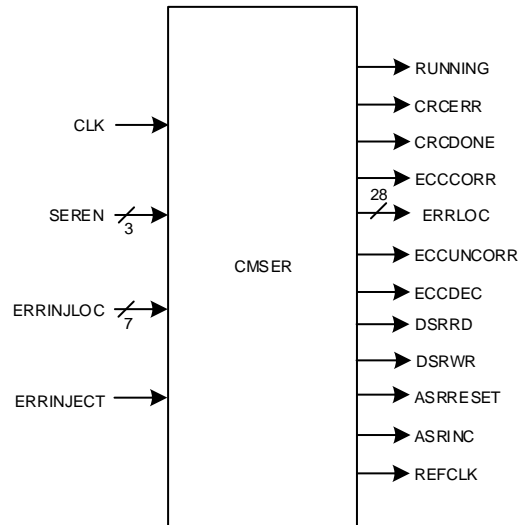 RUNNING
CRCERR
CLK
CRCDONE
ECCCORR
28
SEREN
3
ERRLOC
CMSER
ECCUNCORR
ECCDEC
ERRINJLOC
7
DSRRD
DSRWR
ERRINJECT
ASRRESET
ASRINC
REFCLK